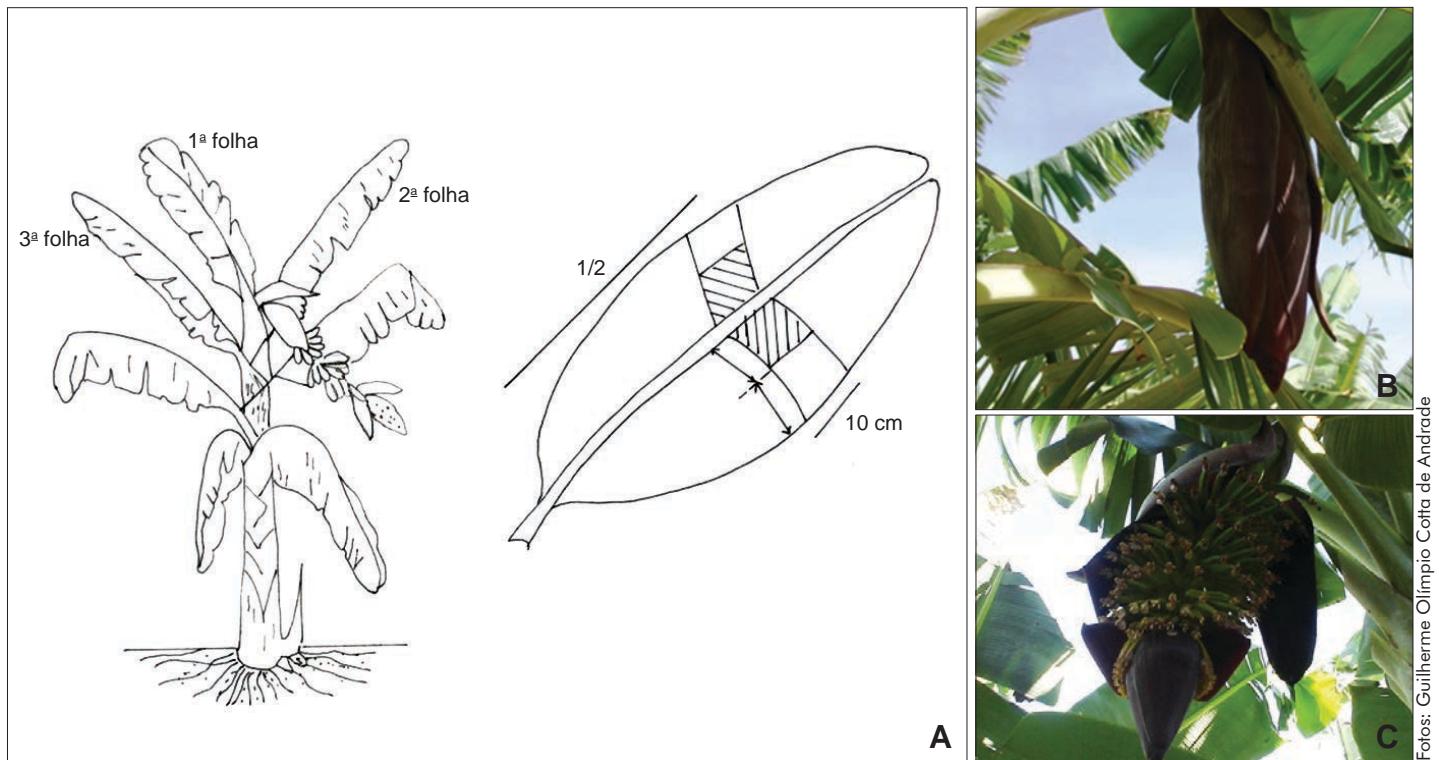 1ª folha
2ª folha
3ª folha
1/2
10 cm
A
B
C
Fotos: Guilherme Olímpio Cotta de Andrade